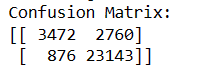 Confusion Matrix:
[[ 3472  2760]
 [  876 23143]]